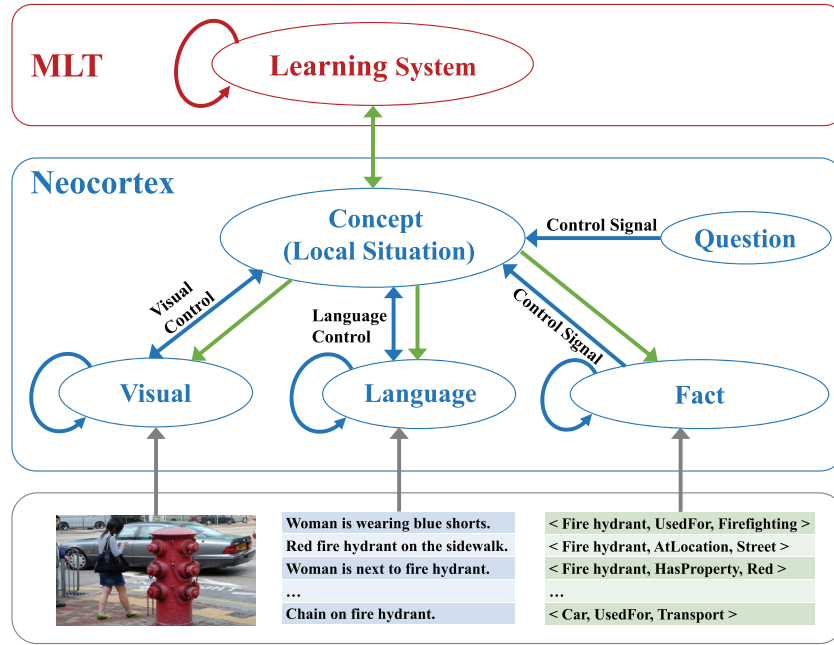 MLT
Learning System
Neocortex
Concept
(Local Situation)
Control Signal
Question
Visual
Control
Language
Control
Control Signal
Visual
Language
Fact
Woman is wearing blue shorts.
Red fire hydrant on the sidewalk.
Woman is next to fire hydrant.
...
Chain on fire hydrant.
< Fire hydrant, UsedFor, Firefighting >
< Fire hydrant, AtLocation, Street >
< Fire hydrant, HasProperty, Red >
...
< Car, UsedFor, Transport >